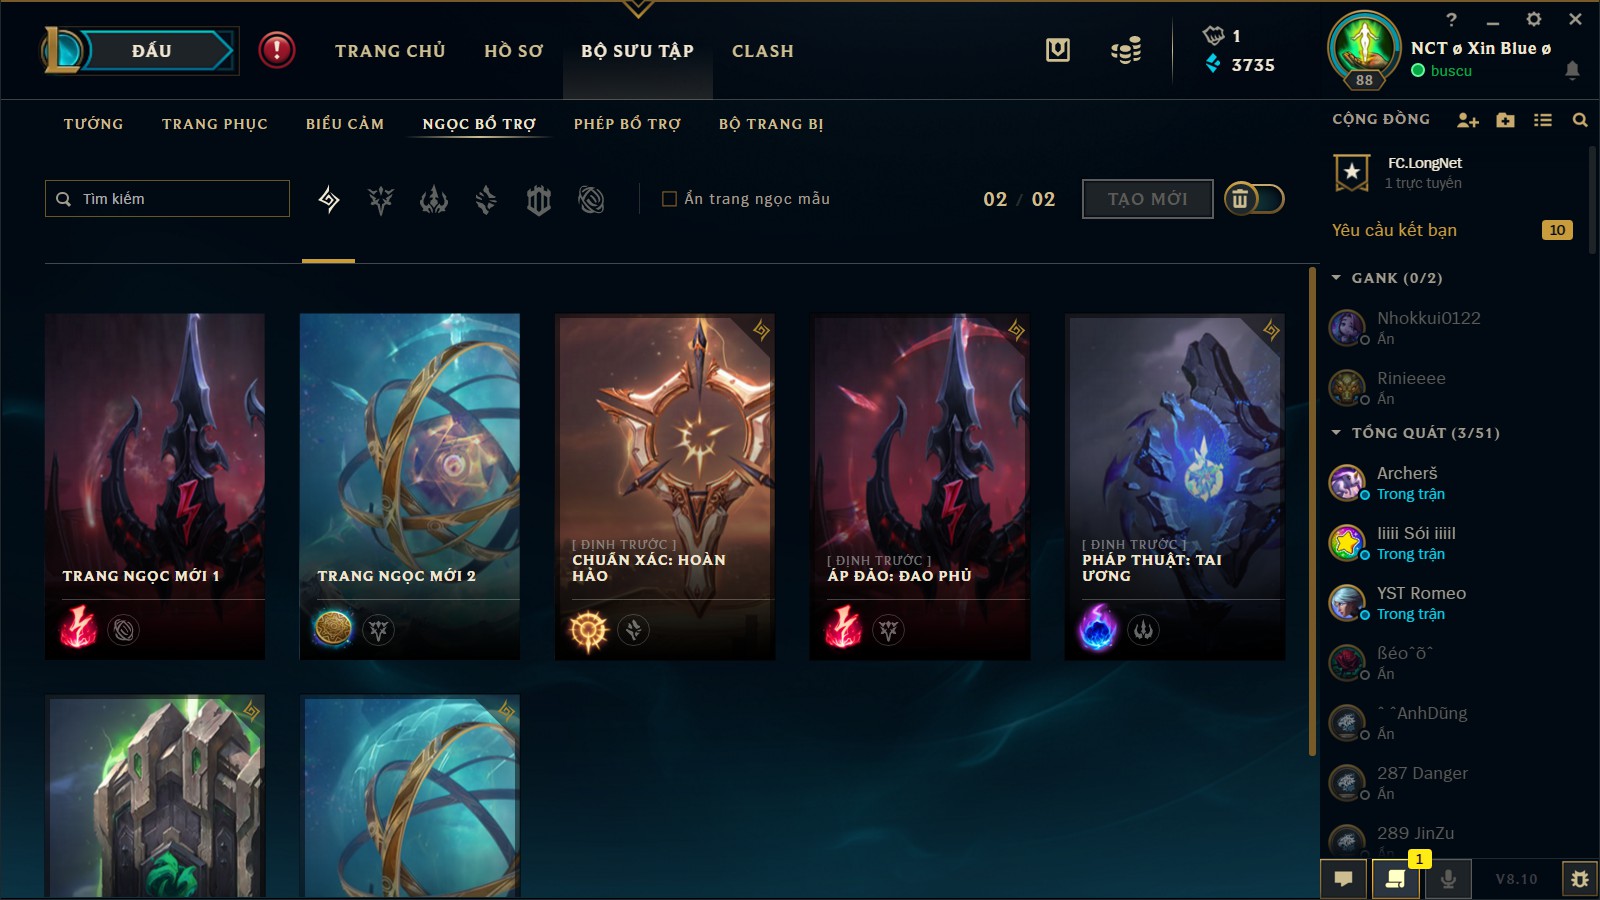 ĐẤU
TRANG CHỦ
HỒ SƠ
BỘ SƯU TẬP
CLASH
1
3735
88
NCT ø Xin Blue ø
buscu
TƯỚNG
TRANG PHỤC
BIỂU CẢM
NGỌC BỔ TRỢ
PHÉP BỔ TRỢ
BỘ TRANG BỊ
Tìm kiếm
Ẩn trang ngọc mẫu
02 / 02
TẠO MỚI
TRANG NGỌC MỚI 1
TRANG NGỌC MỚI 2
[ ĐỊNH TRƯỚC ]
CHUẨN XÁC: HOÀN
HẢO
[ ĐỊNH TRƯỚC ]
ÁP ĐẢO: ĐAO PHỦ
[ ĐỊNH TRƯỚC ]
PHÁP THUẬT: TAI
ƯƠNG
CỘNG ĐỒNG
FC.LongNet
1 trực tuyến
Yêu cầu kết bạn
10
GANK (0/2)
Nhokkui0122
Ẩn
Rinieeee
Ẩn
TỔNG QUÁT (3/51)
Archerš
Trong trận
Iiiii Sói iiiiI
Trong trận
YST Romeo
Trong trận
ßéoˆõˆ
Ẩn
ˆ ˆAnhDũng
Ẩn
287 Danger
Ẩn
289 JinZu
Ẩn
1
V8.10